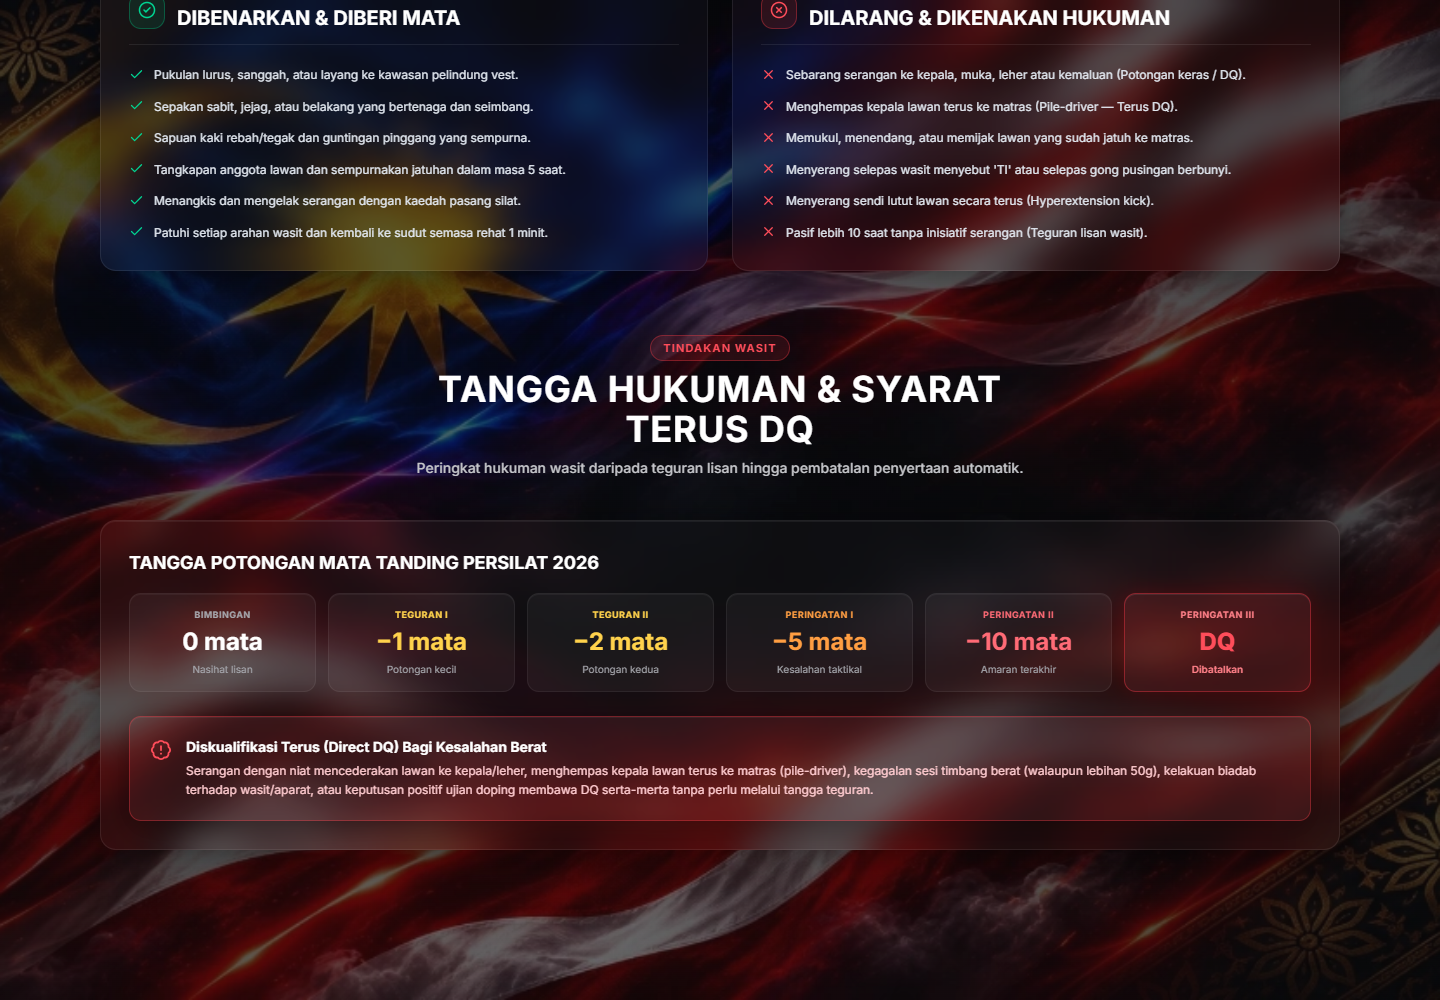 DIBENARKAN & DIBERI MATA
Pukulan lurus, sanggah, atau layang ke kawasan pelindung vest.
Sepakan sabit, jejag, atau belakang yang bertenaga dan seimbang.
Sapuan kaki rebah/tegak dan guntingan pinggang yang sempurna.
Tangkapan anggota lawan dan sempurnakan jatuhan dalam masa 5 saat.
Menangkis dan mengelak serangan dengan kaedah pasang silat.
Patuhi setiap arahan wasit dan kembali ke sudut semasa rehat 1 minit.
DILARANG & DIKENAKAN HUKUMAN
Sebarang serangan ke kepala, muka, leher atau kemaluan (Potongan keras / DQ).
Menghempas kepala lawan terus ke matras (Pile-driver — Terus DQ).
Memukul, menendang, atau memijak lawan yang sudah jatuh ke matras.
Menyerang selepas wasit menyebut 'TI' atau selepas gong pusingan berbunyi.
Menyerang sendi lutut lawan secara terus (Hyperextension kick).
Pasif lebih 10 saat tanpa inisiatif serangan (Teguran lisan wasit).
TINDAKAN WASIT
TANGGA HUKUMAN & SYARAT
TERUS DQ
Peringkat hukuman wasit daripada teguran lisan hingga pembatalan penyertaan automatik.
TANGGA POTONGAN MATA TANDING PERSILAT 2026
BIMBINGAN
0 mata
Nasihat lisan
TEGURAN I
−1 mata
Potongan kecil
TEGURAN II
−2 mata
Potongan kedua
PERINGATAN I
−5 mata
Kesalahan taktikal
PERINGATAN II
−10 mata
Amaran terakhir
PERINGATAN III
DQ
Dibatalkan
Diskualifikasi Terus (Direct DQ) Bagi Kesalahan Berat
Serangan dengan niat mencederakan lawan ke kepala/leher, menghempas kepala lawan terus ke matras (pile-driver), kegagalan sesi timbang berat (walaupun lebihan 50g), kelakuan biadab
terhadap wasit/aparat, atau keputusan positif ujian doping membawa DQ serta-merta tanpa perlu melalui tangga teguran.